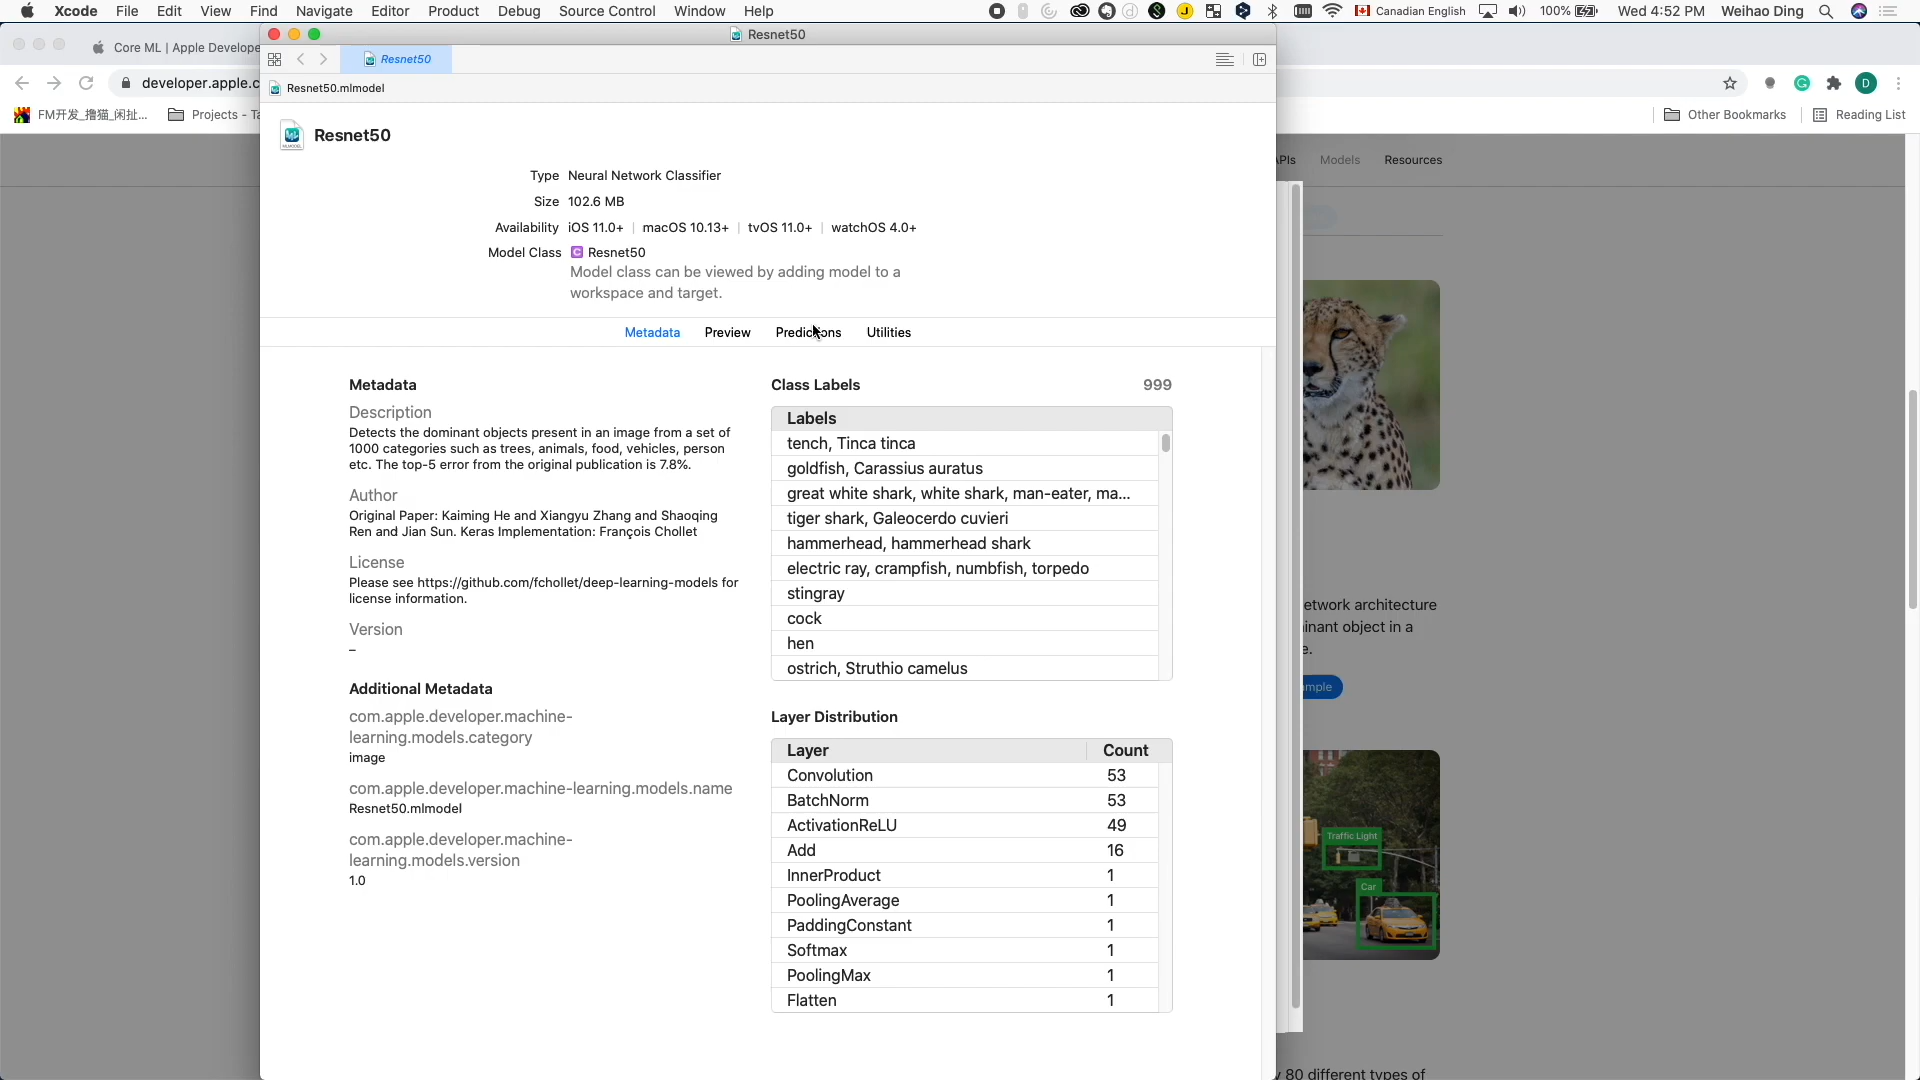 Xcode File Edit View Find Navigate Editor Product Debug Source Control Window Help
Canadian English 100% Wed 4:52 PM Weihao Ding
Core ML | Apple Develope
Resnet50
Resnet50
developer.apple.c
Resnet50.mlmodel
FM开发_撸猫_闲扯...
Projects - Ta
Other Bookmarks
Reading List
Resnet50
APIs Models Resources
Type Neural Network Classifier
Size 102.6 MB
Availability iOS 11.0+ | macOS 10.13+ | tvOS 11.0+ | watchOS 4.0+
Model Class C Resnet50
Model class can be viewed by adding model to a
workspace and target.
Metadata Preview Predictions Utilities
Metadata
Description
Detects the dominant objects present in an image from a set of
1000 categories such as trees, animals, food, vehicles, person
etc. The top-5 error from the original publication is 7.8%.
Author
Original Paper: Kaiming He and Xiangyu Zhang and Shaoqing
Ren and Jian Sun. Keras Implementation: François Chollet
License
Please see https://github.com/fchollet/deep-learning-models for
license information.
Version
–
Additional Metadata
com.apple.developer.machine-
learning.models.category
image
com.apple.developer.machine-learning.models.name
Resnet50.mlmodel
com.apple.developer.machine-
learning.models.version
1.0
Class Labels 999
Labels
tench, Tinca tinca
goldfish, Carassius auratus
great white shark, white shark, man-eater, ma...
tiger shark, Galeocerdo cuvieri
hammerhead, hammerhead shark
electric ray, crampfish, numbfish, torpedo
stingray
cock
hen
ostrich, Struthio camelus
Layer Distribution
Layer Count
Convolution 53
BatchNorm 53
ActivationReLU 49
Add 16
InnerProduct 1
PoolingAverage 1
PaddingConstant 1
Softmax 1
PoolingMax 1
Flatten 1
etwork architecture
inant object in a
e.
mple
Traffic Light
Car
y 80 different types of